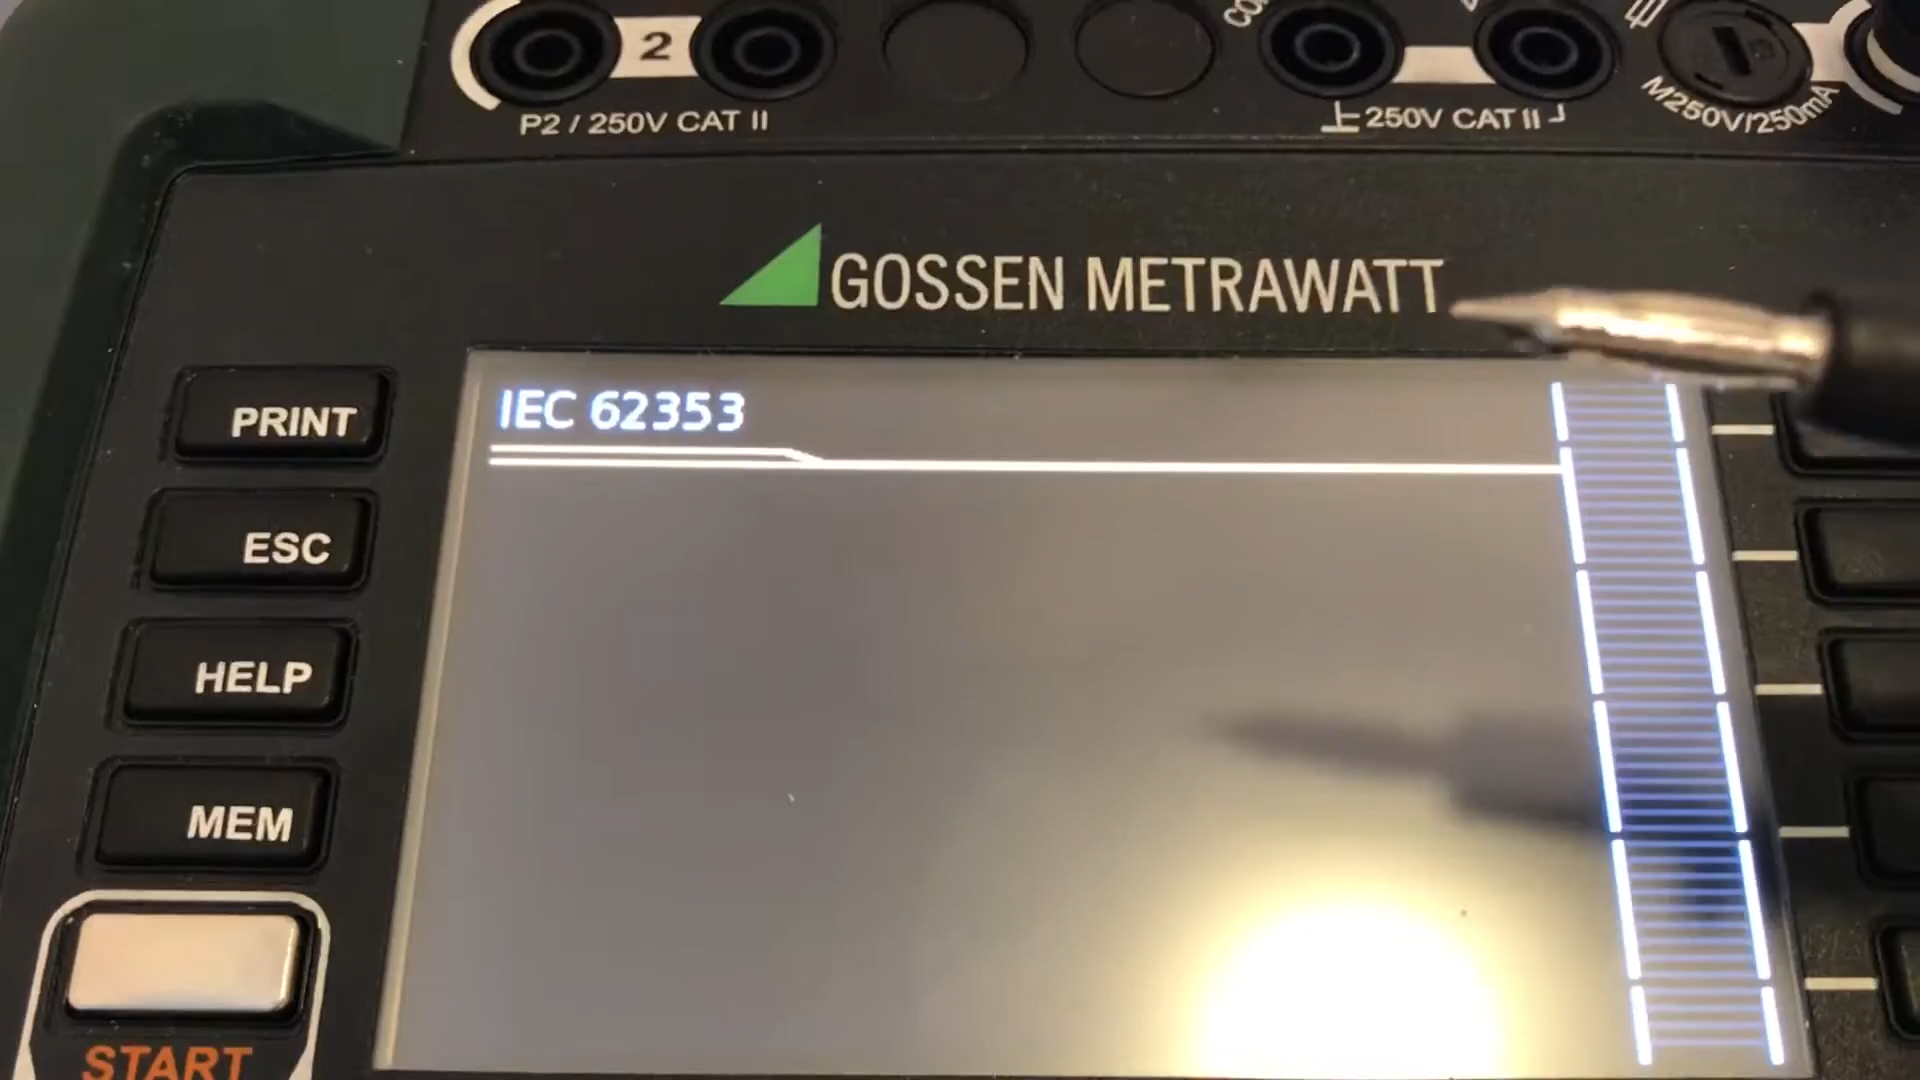 2
P2 / 250V CAT II
250V CAT II
M250V/250mA
GOSSEN METRAWATT
IEC 62353
PRINT
ESC
HELP
MEM
START